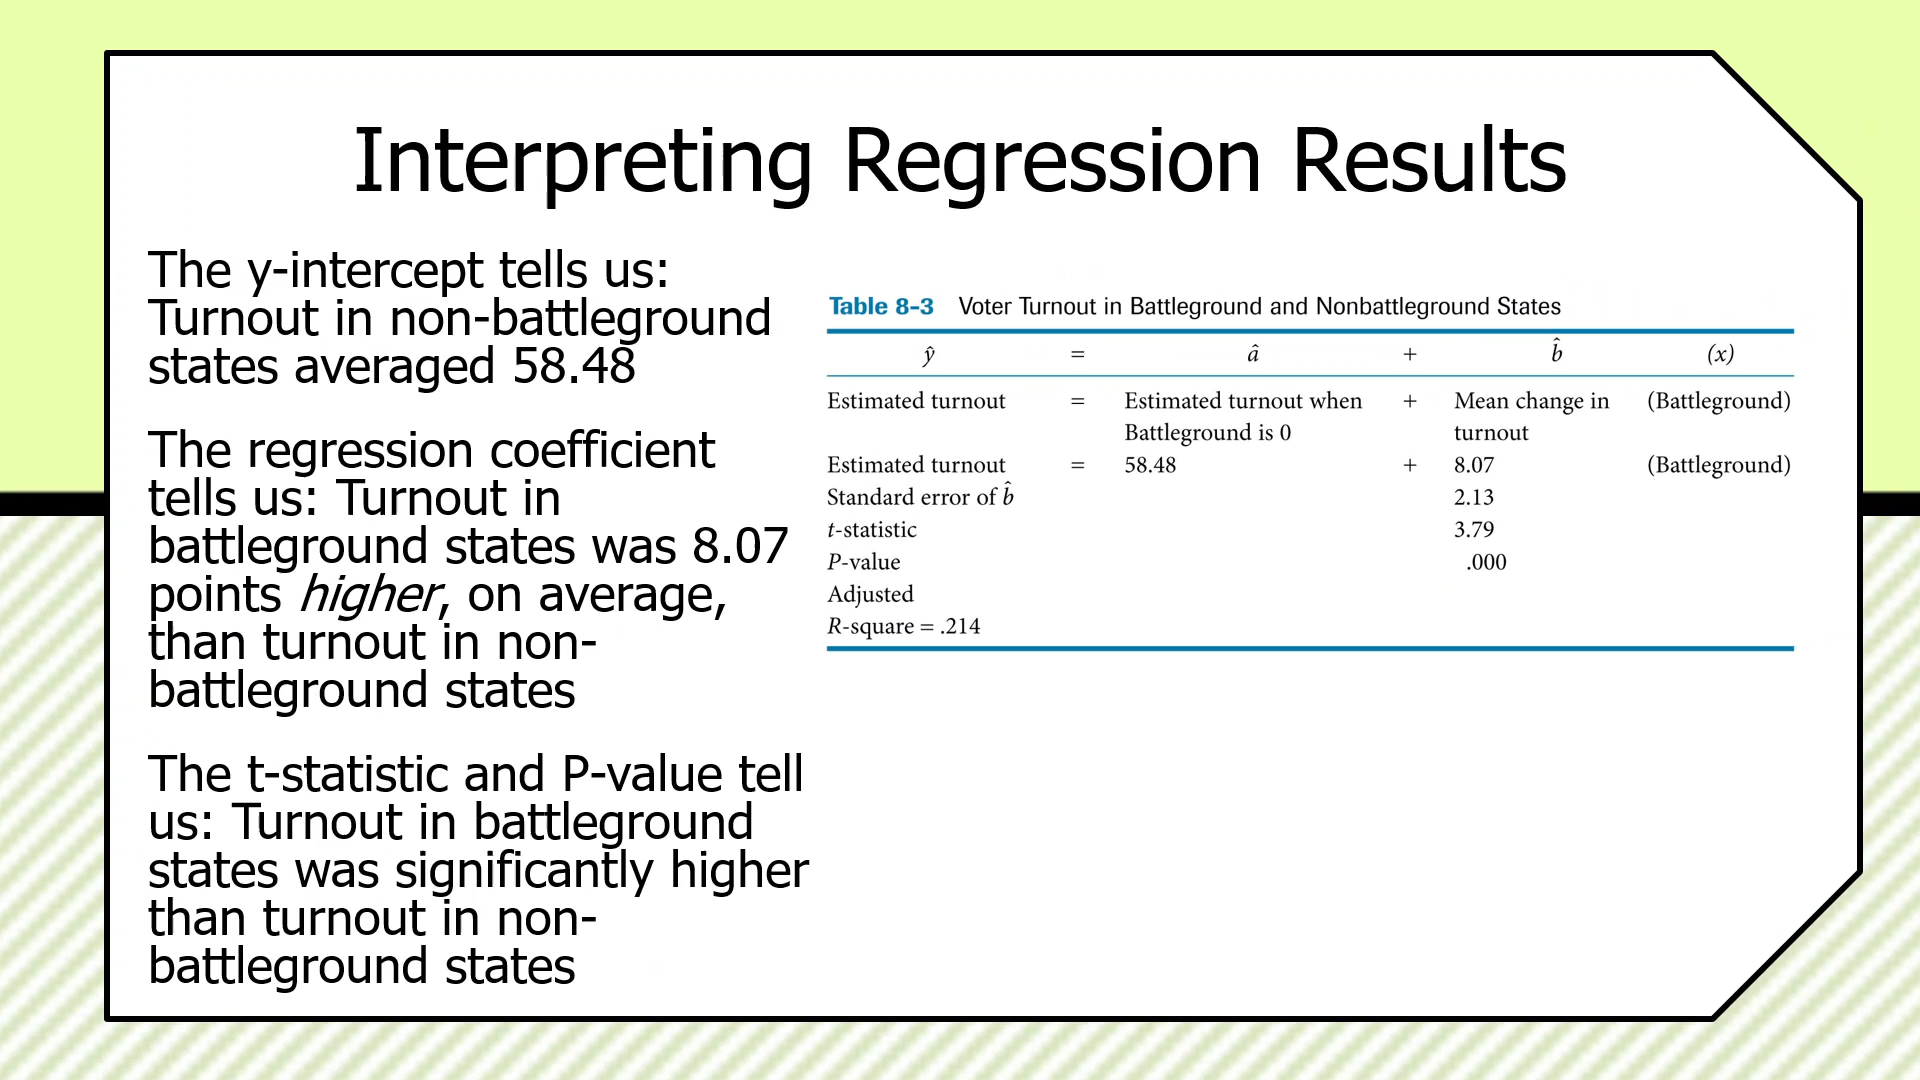 Interpreting Regression Results
The y-intercept tells us:
Turnout in non-battleground
states averaged 58.48
The regression coefficient
tells us: Turnout in
battleground states was 8.07
points higher, on average,
than turnout in non-
battleground states
The t-statistic and P-value tell
us: Turnout in battleground
states was significantly higher
than turnout in non-
battleground states
Table 8-3 Voter Turnout in Battleground and Nonbattleground States
ŷ = â + b̂ (x)
Estimated turnout = Estimated turnout when + Mean change in (Battleground)
Battleground is 0 turnout
Estimated turnout = 58.48 + 8.07 (Battleground)
Standard error of b̂ 2.13
t-statistic 3.79
P-value .000
Adjusted
R-square = .214